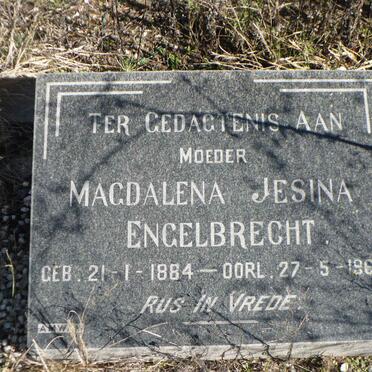 TER GEDAGTENIS AAN
MOEDER
MAGDALENA JESINA
ENGELBRECHT
GEB. 21-1-1884 — OORL. 27-5-196
RUS IN VREDE